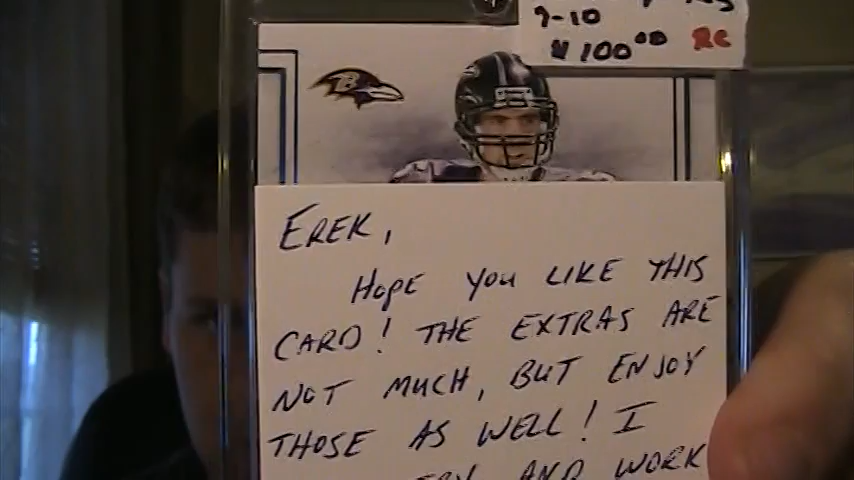 9-10
$100.00 RC
B
EREK,
HOPE YOU LIKE THIS
CARD! THE EXTRAS ARE
NOT MUCH, BUT ENJOY
THOSE AS WELL! I
TRY AND WORK